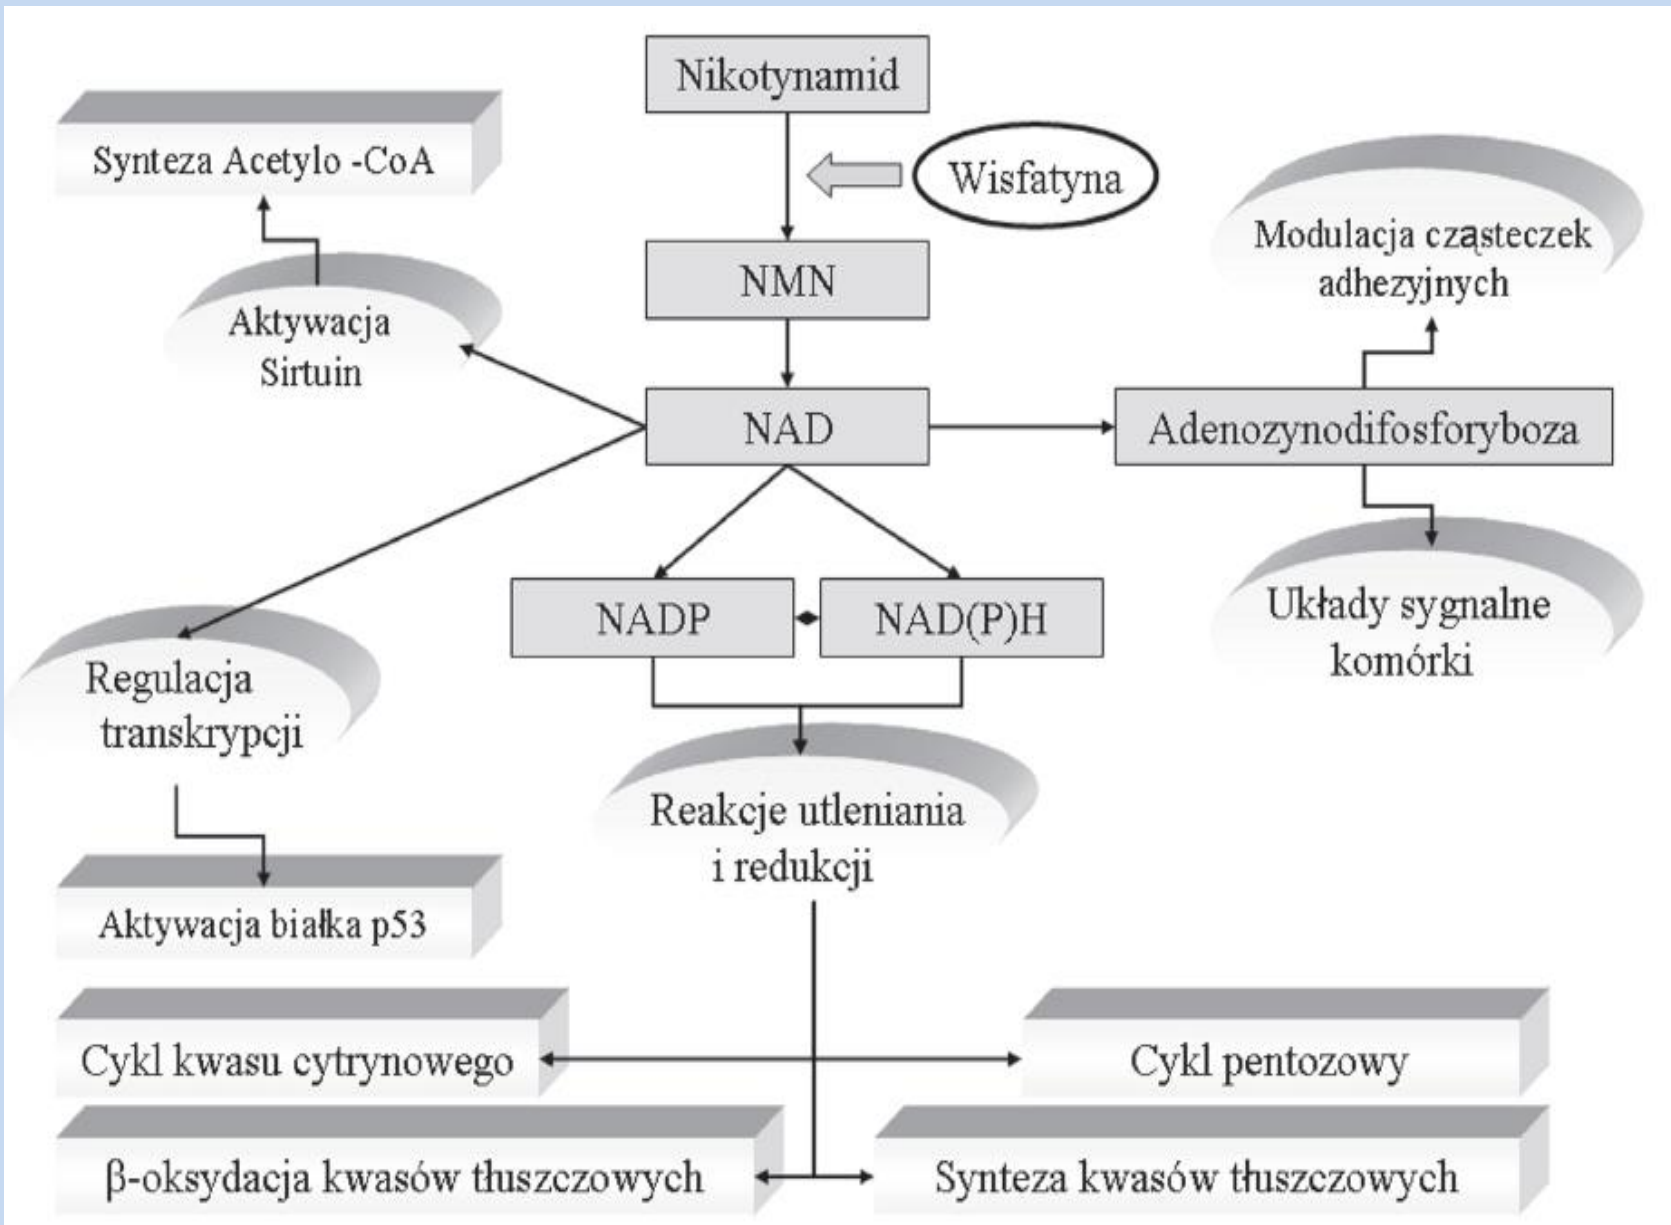 Nikotynamid
Synteza Acetylo -CoA
Wisfatyna
Modulacja cząsteczek
adhezyjnych
NMN
Aktywacja
Sirtuin
NAD
Adenozynodifosforyboza
NADP
NAD(P)H
Układy sygnalne
komórki
Regulacja
transkrypcji
Reakcje utleniania
i redukcji
Aktywacja białka p53
Cykl kwasu cytrynowego
Cykl pentozowy
β-oksydacja kwasów tłuszczowych
Synteza kwasów tłuszczowych